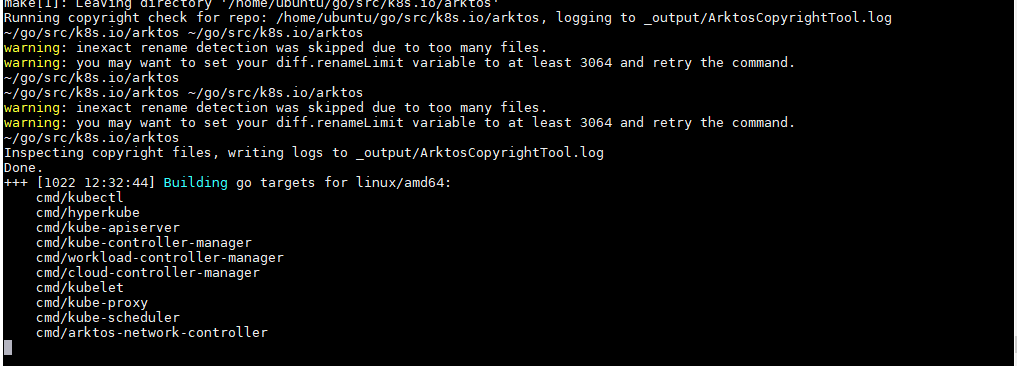 make[1]: Leaving directory '/home/ubuntu/go/src/k8s.io/arktos'
Running copyright check for repo: /home/ubuntu/go/src/k8s.io/arktos, logging to _output/ArktosCopyrightTool.log
~/go/src/k8s.io/arktos ~/go/src/k8s.io/arktos
warning: inexact rename detection was skipped due to too many files.
warning: you may want to set your diff.renameLimit variable to at least 3064 and retry the command.
~/go/src/k8s.io/arktos
~/go/src/k8s.io/arktos ~/go/src/k8s.io/arktos
warning: inexact rename detection was skipped due to too many files.
warning: you may want to set your diff.renameLimit variable to at least 3064 and retry the command.
~/go/src/k8s.io/arktos
Inspecting copyright files, writing logs to _output/ArktosCopyrightTool.log
Done.
+++ [1022 12:32:44] Building go targets for linux/amd64:
    cmd/kubectl
    cmd/hyperkube
    cmd/kube-apiserver
    cmd/kube-controller-manager
    cmd/workload-controller-manager
    cmd/cloud-controller-manager
    cmd/kubelet
    cmd/kube-proxy
    cmd/kube-scheduler
    cmd/arktos-network-controller